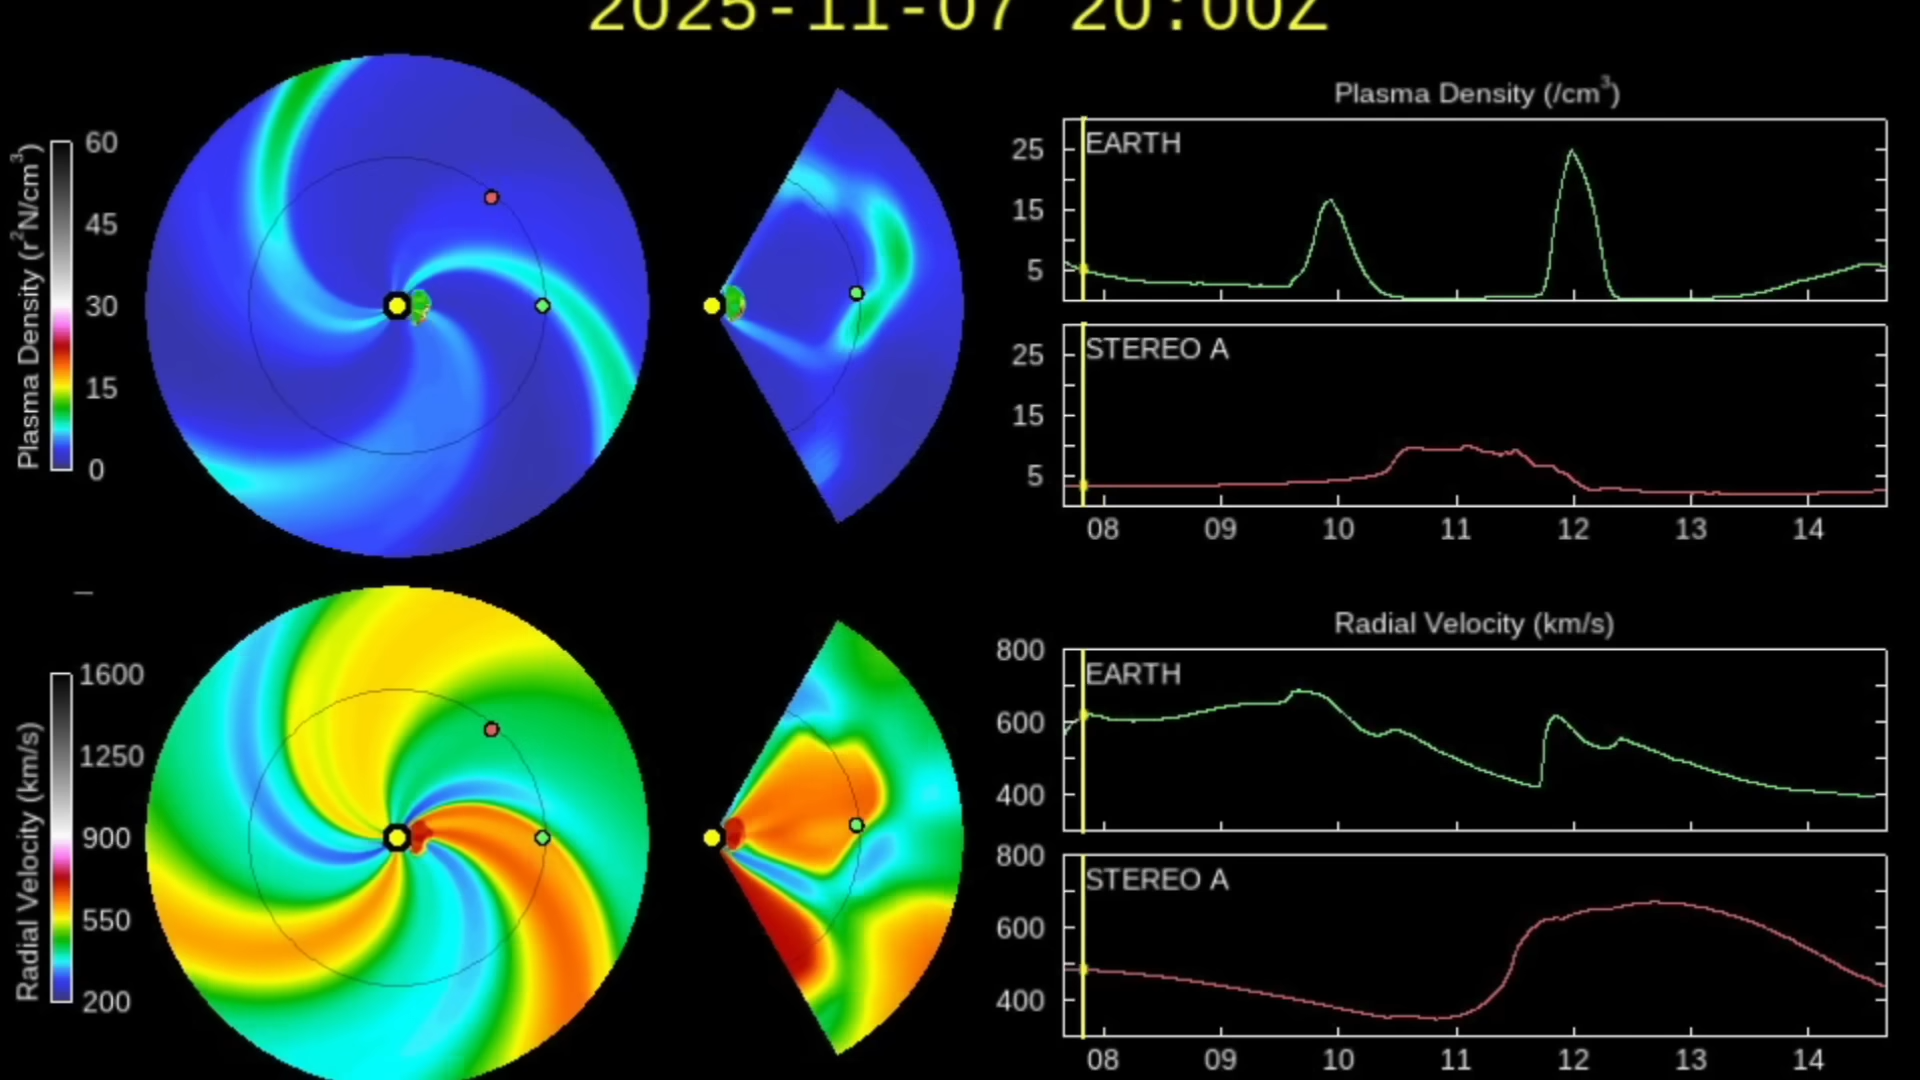 2025-11-07 20:00Z
Plasma Density (r²N/cm³)
60
45
30
15
0
Plasma Density (/cm³)
EARTH
25
15
5
STEREO A
25
15
5
08 09 10 11 12 13 14
Radial Velocity (km/s)
1600
1250
900
550
200
Radial Velocity (km/s)
EARTH
800
600
400
STEREO A
800
600
400
08 09 10 11 12 13 14